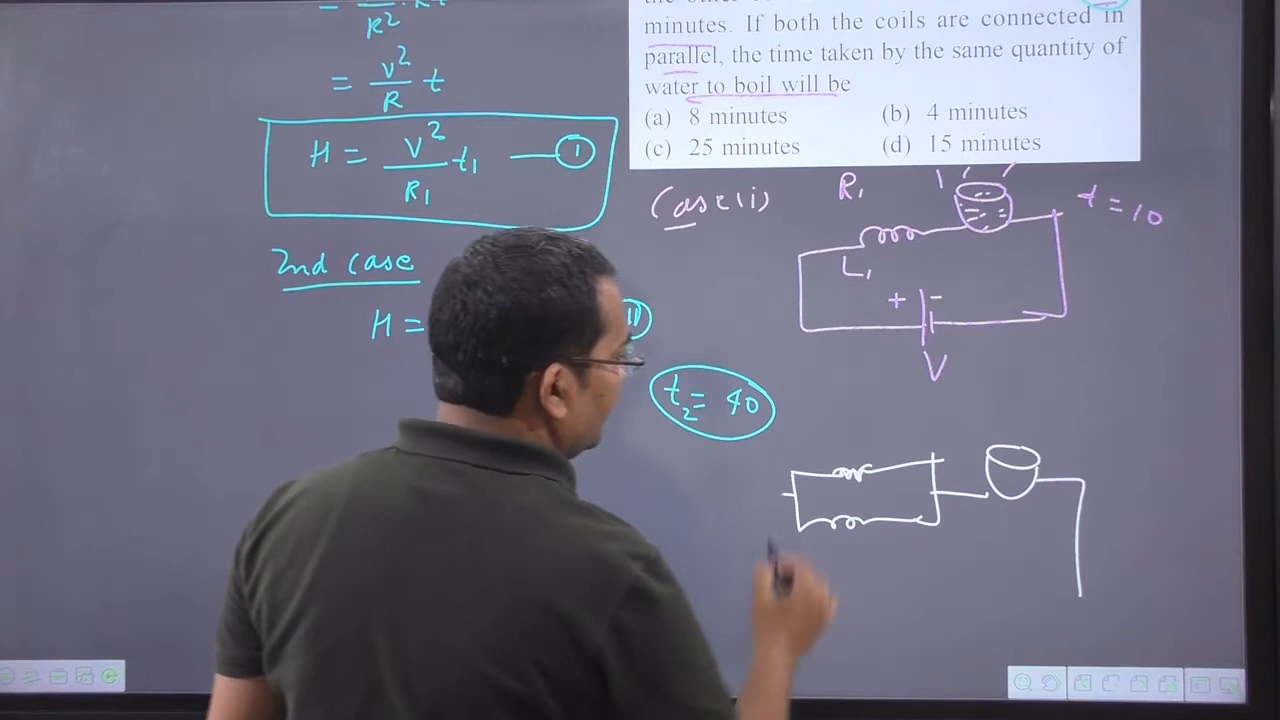 = R². Rt
= V²/R t
H = V²/R₁ t₁ —— ①
2nd case
H =
t₂ = 40
minutes. If both the coils are connected in
parallel, the time taken by the same quantity of
water to boil will be
(a) 8 minutes (b) 4 minutes
(c) 25 minutes (d) 15 minutes
Case (i) R₁ t = 10
L₁
+ −
V